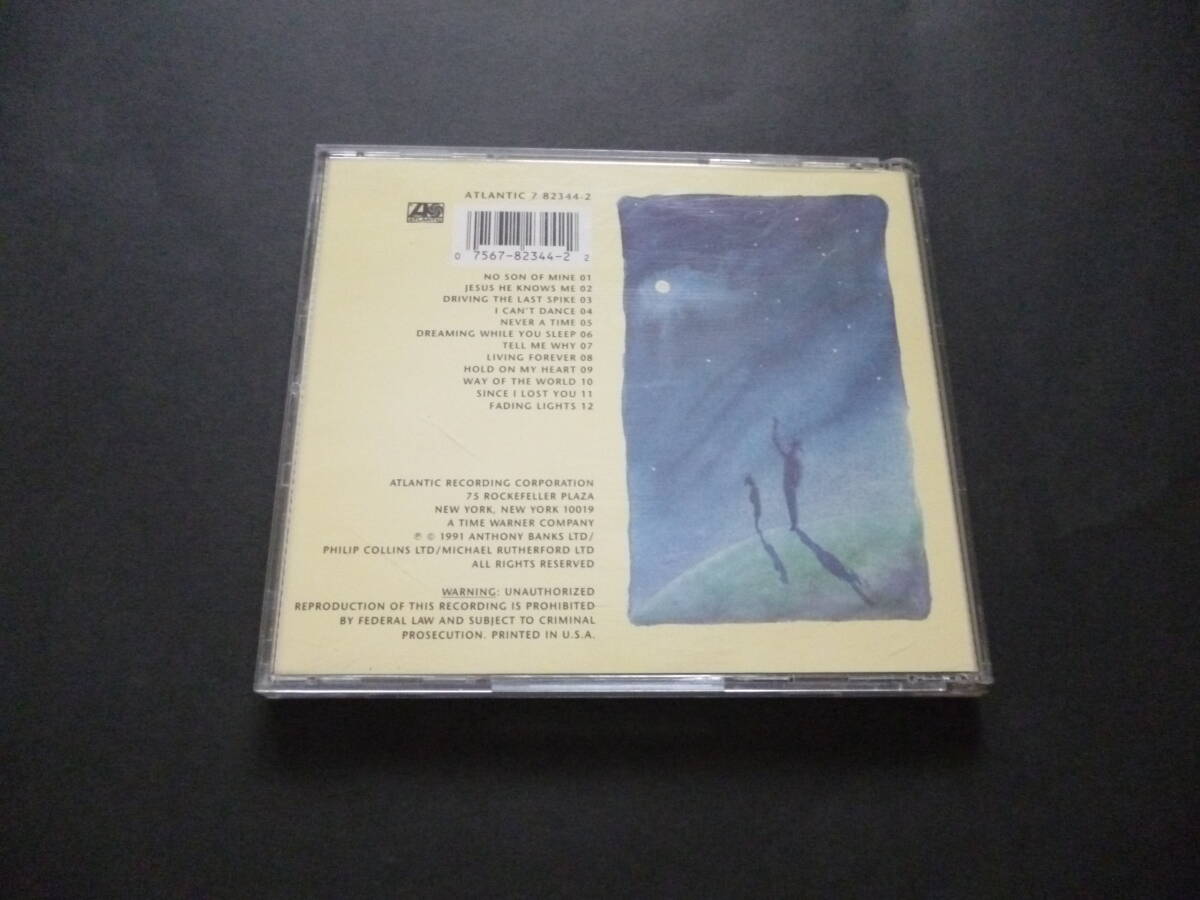 ATLANTIC 7 82344-2
ATLANTIC
0 7567-82344-2 2
NO SON OF MINE 01
JESUS HE KNOWS ME 02
DRIVING THE LAST SPIKE 03
I CAN'T DANCE 04
NEVER A TIME 05
DREAMING WHILE YOU SLEEP 06
TELL ME WHY 07
LIVING FOREVER 08
HOLD ON MY HEART 09
WAY OF THE WORLD 10
SINCE I LOST YOU 11
FADING LIGHTS 12
ATLANTIC RECORDING CORPORATION
75 ROCKEFELLER PLAZA
NEW YORK, NEW YORK 10019
A TIME WARNER COMPANY
℗ © 1991 ANTHONY BANKS LTD/
PHILIP COLLINS LTD/MICHAEL RUTHERFORD LTD
ALL RIGHTS RESERVED
WARNING: UNAUTHORIZED
REPRODUCTION OF THIS RECORDING IS PROHIBITED
BY FEDERAL LAW AND SUBJECT TO CRIMINAL
PROSECUTION. PRINTED IN U.S.A.